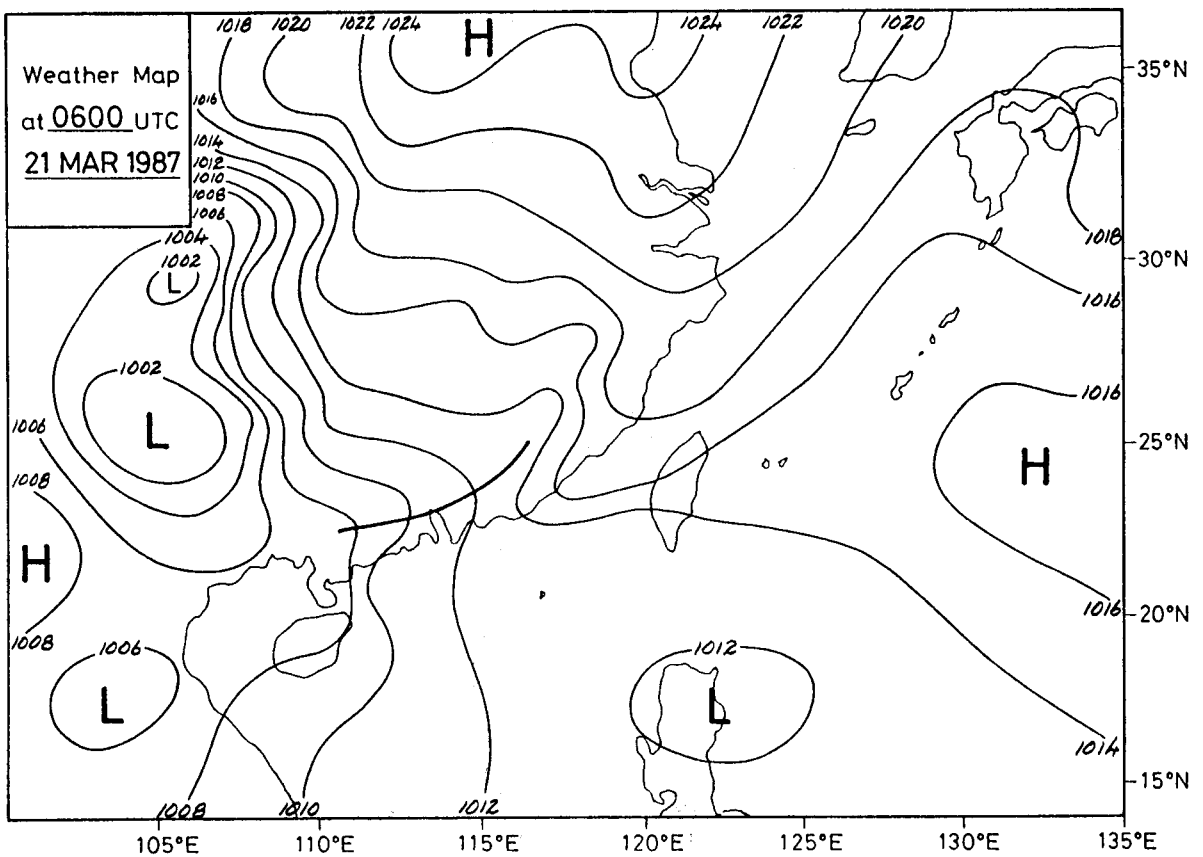 Weather Map
at 0600 UTC
21 MAR 1987
1018 1020 1022 1024 H 1024 1022 1020
35°N
1016
1014
1012
1010
1008
1006
1004
1018
30°N
1002
L
1016
1002
1016
1006
L
25°N
H
1008
H
1016
20°N
1008
1006
1012
L
L
1014
15°N
1008 1010 1012
105°E 110°E 115°E 120°E 125°E 130°E 135°E